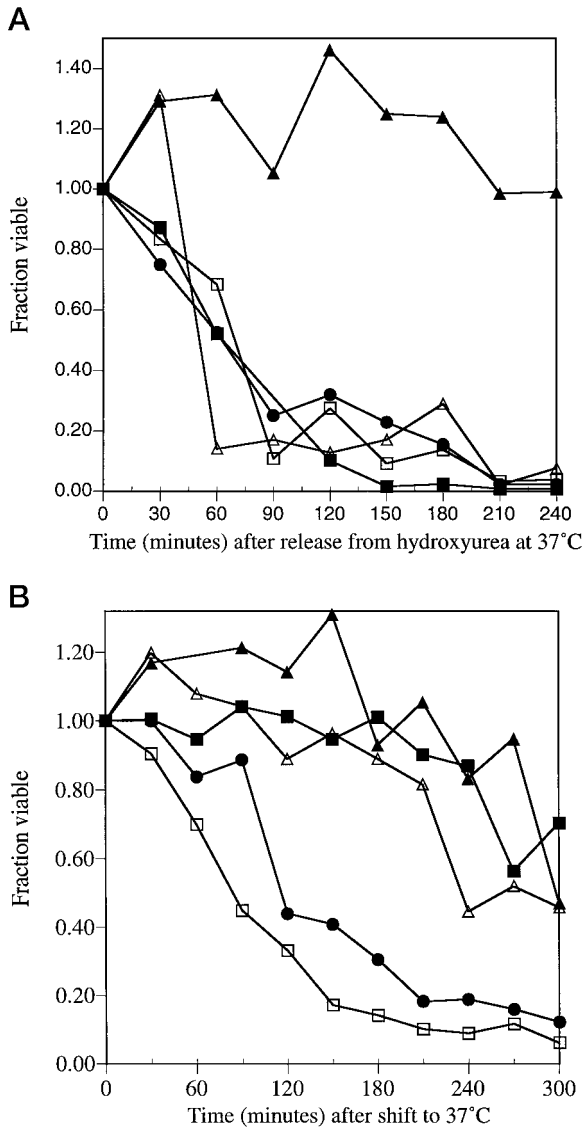 A
1.40
1.20
1.00
0.80
0.60
0.40
0.20
0.00
Fraction viable
0 30 60 90 120 150 180 210 240
Time (minutes) after release from hydroxyurea at 37˚C
B
1.20
1.00
0.80
0.60
0.40
0.20
0.00
Fraction viable
0 60 120 180 240 300
Time (minutes) after shift to 37˚C